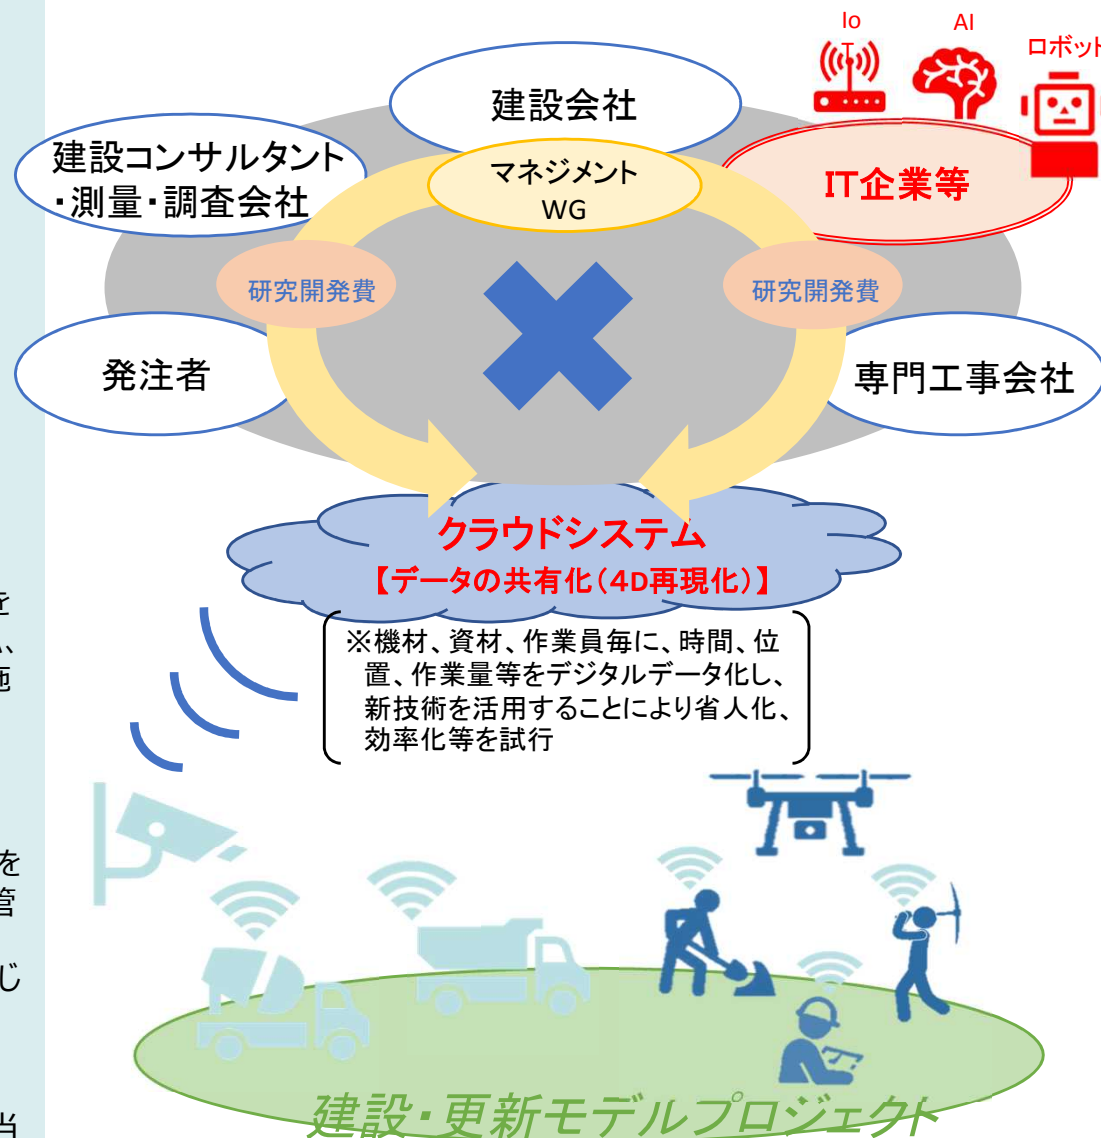 Io
T
AI
ロボット
建設会社
建設コンサルタント
・測量・調査会社
マネジメント
WG
IT企業等
研究開発費
研究開発費
発注者
専門工事会社
クラウドシステム
【データの共有化（4D再現化）】
※機材、資材、作業員毎に、時間、位
置、作業量等をデジタルデータ化し、
新技術を活用することにより省人化、
効率化等を試行
を
施
を
管
じ
当
建設・更新モデルプロジェクト